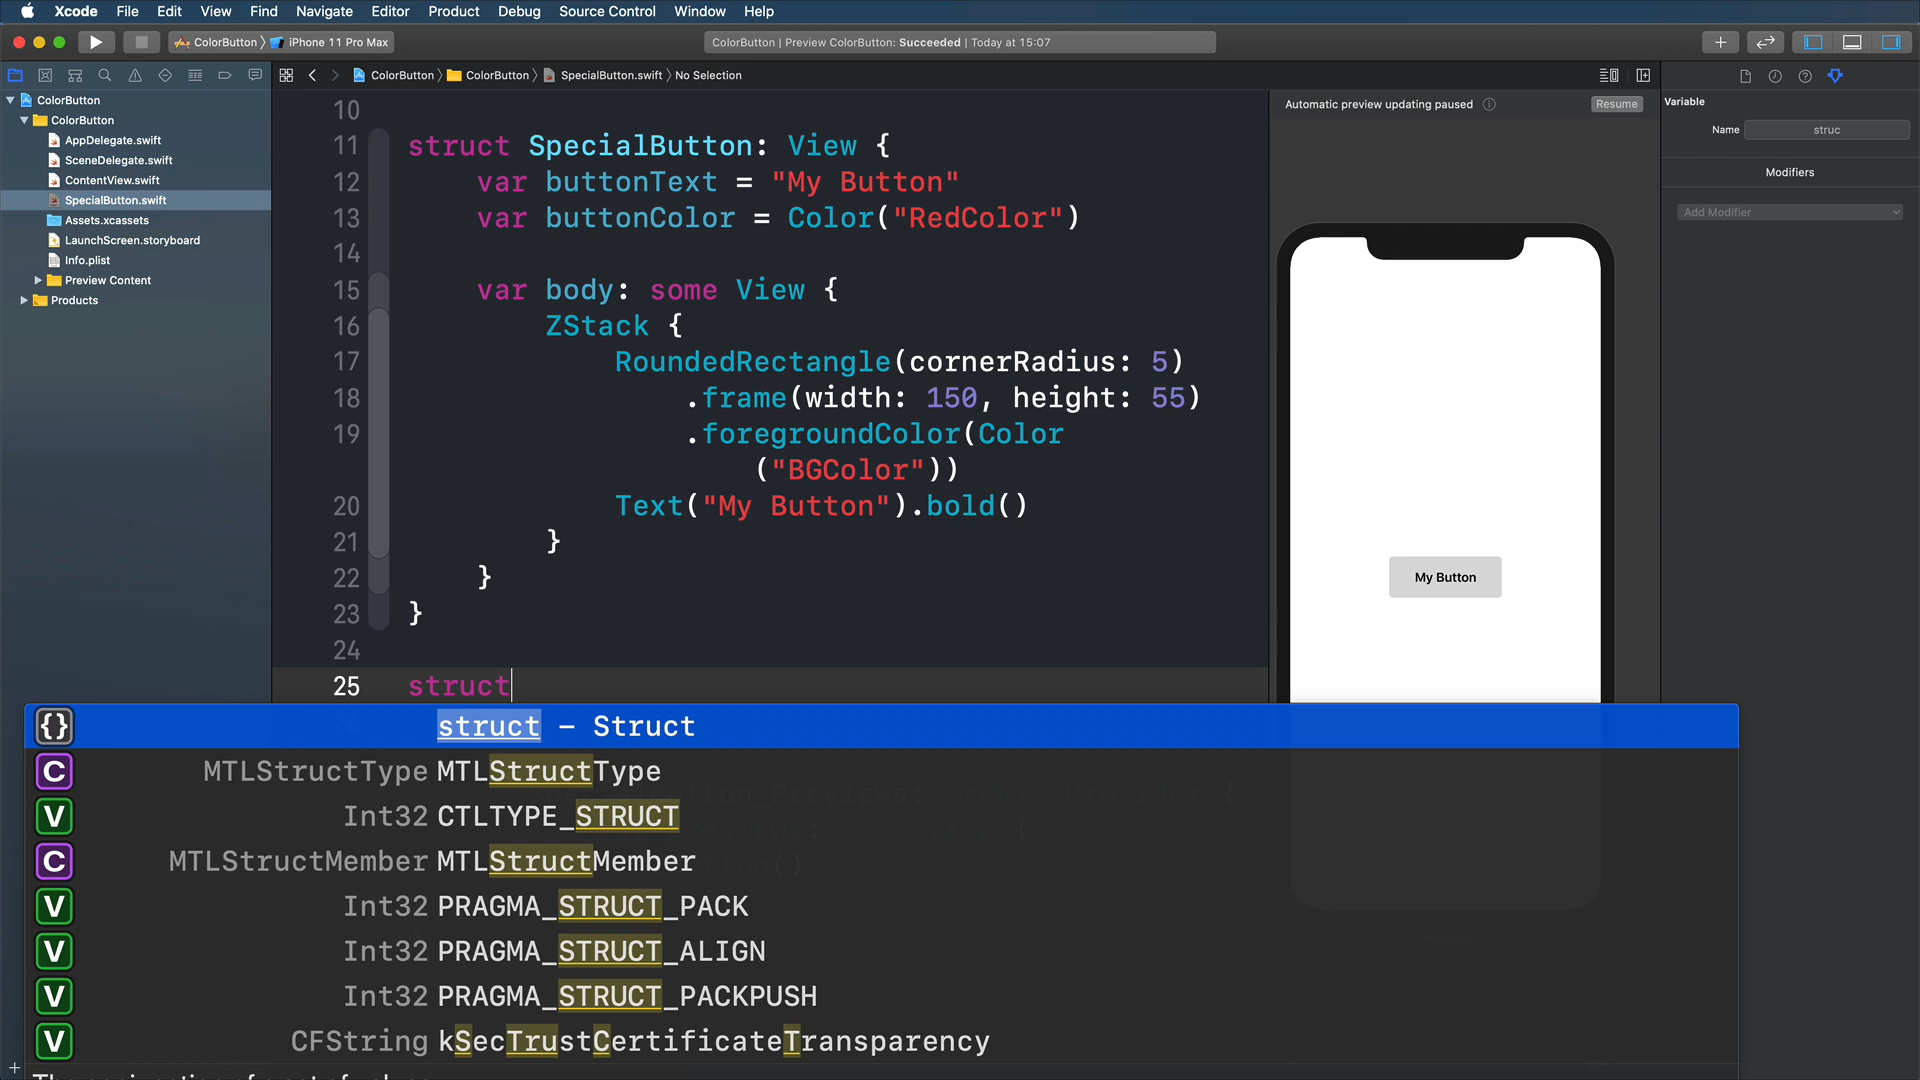 Xcode File Edit View Find Navigate Editor Product Debug Source Control Window Help
ColorButton iPhone 11 Pro Max
ColorButton | Preview ColorButton: Succeeded | Today at 15:07
ColorButton ColorButton SpecialButton.swift No Selection
ColorButton
ColorButton
AppDelegate.swift
SceneDelegate.swift
ContentView.swift
SpecialButton.swift
Assets.xcassets
LaunchScreen.storyboard
Info.plist
Preview Content
Products
10
11 struct SpecialButton: View {
12 var buttonText = "My Button"
13 var buttonColor = Color("RedColor")
14
15 var body: some View {
16 ZStack {
17 RoundedRectangle(cornerRadius: 5)
18 .frame(width: 150, height: 55)
19 .foregroundColor(Color
("BGColor"))
20 Text("My Button").bold()
21 }
22 }
23 }
24
25 struct
{} struct — Struct
C MTLStructType MTLStructType
V Int32 CTLTYPE_STRUCT
C MTLStructMember MTLStructMember
V Int32 PRAGMA_STRUCT_PACK
V Int32 PRAGMA_STRUCT_ALIGN
V Int32 PRAGMA_STRUCT_PACKPUSH
V CFString kSecTrustCertificateTransparency
Automatic preview updating paused
Resume
My Button
Variable
Name struc
Modifiers
Add Modifier